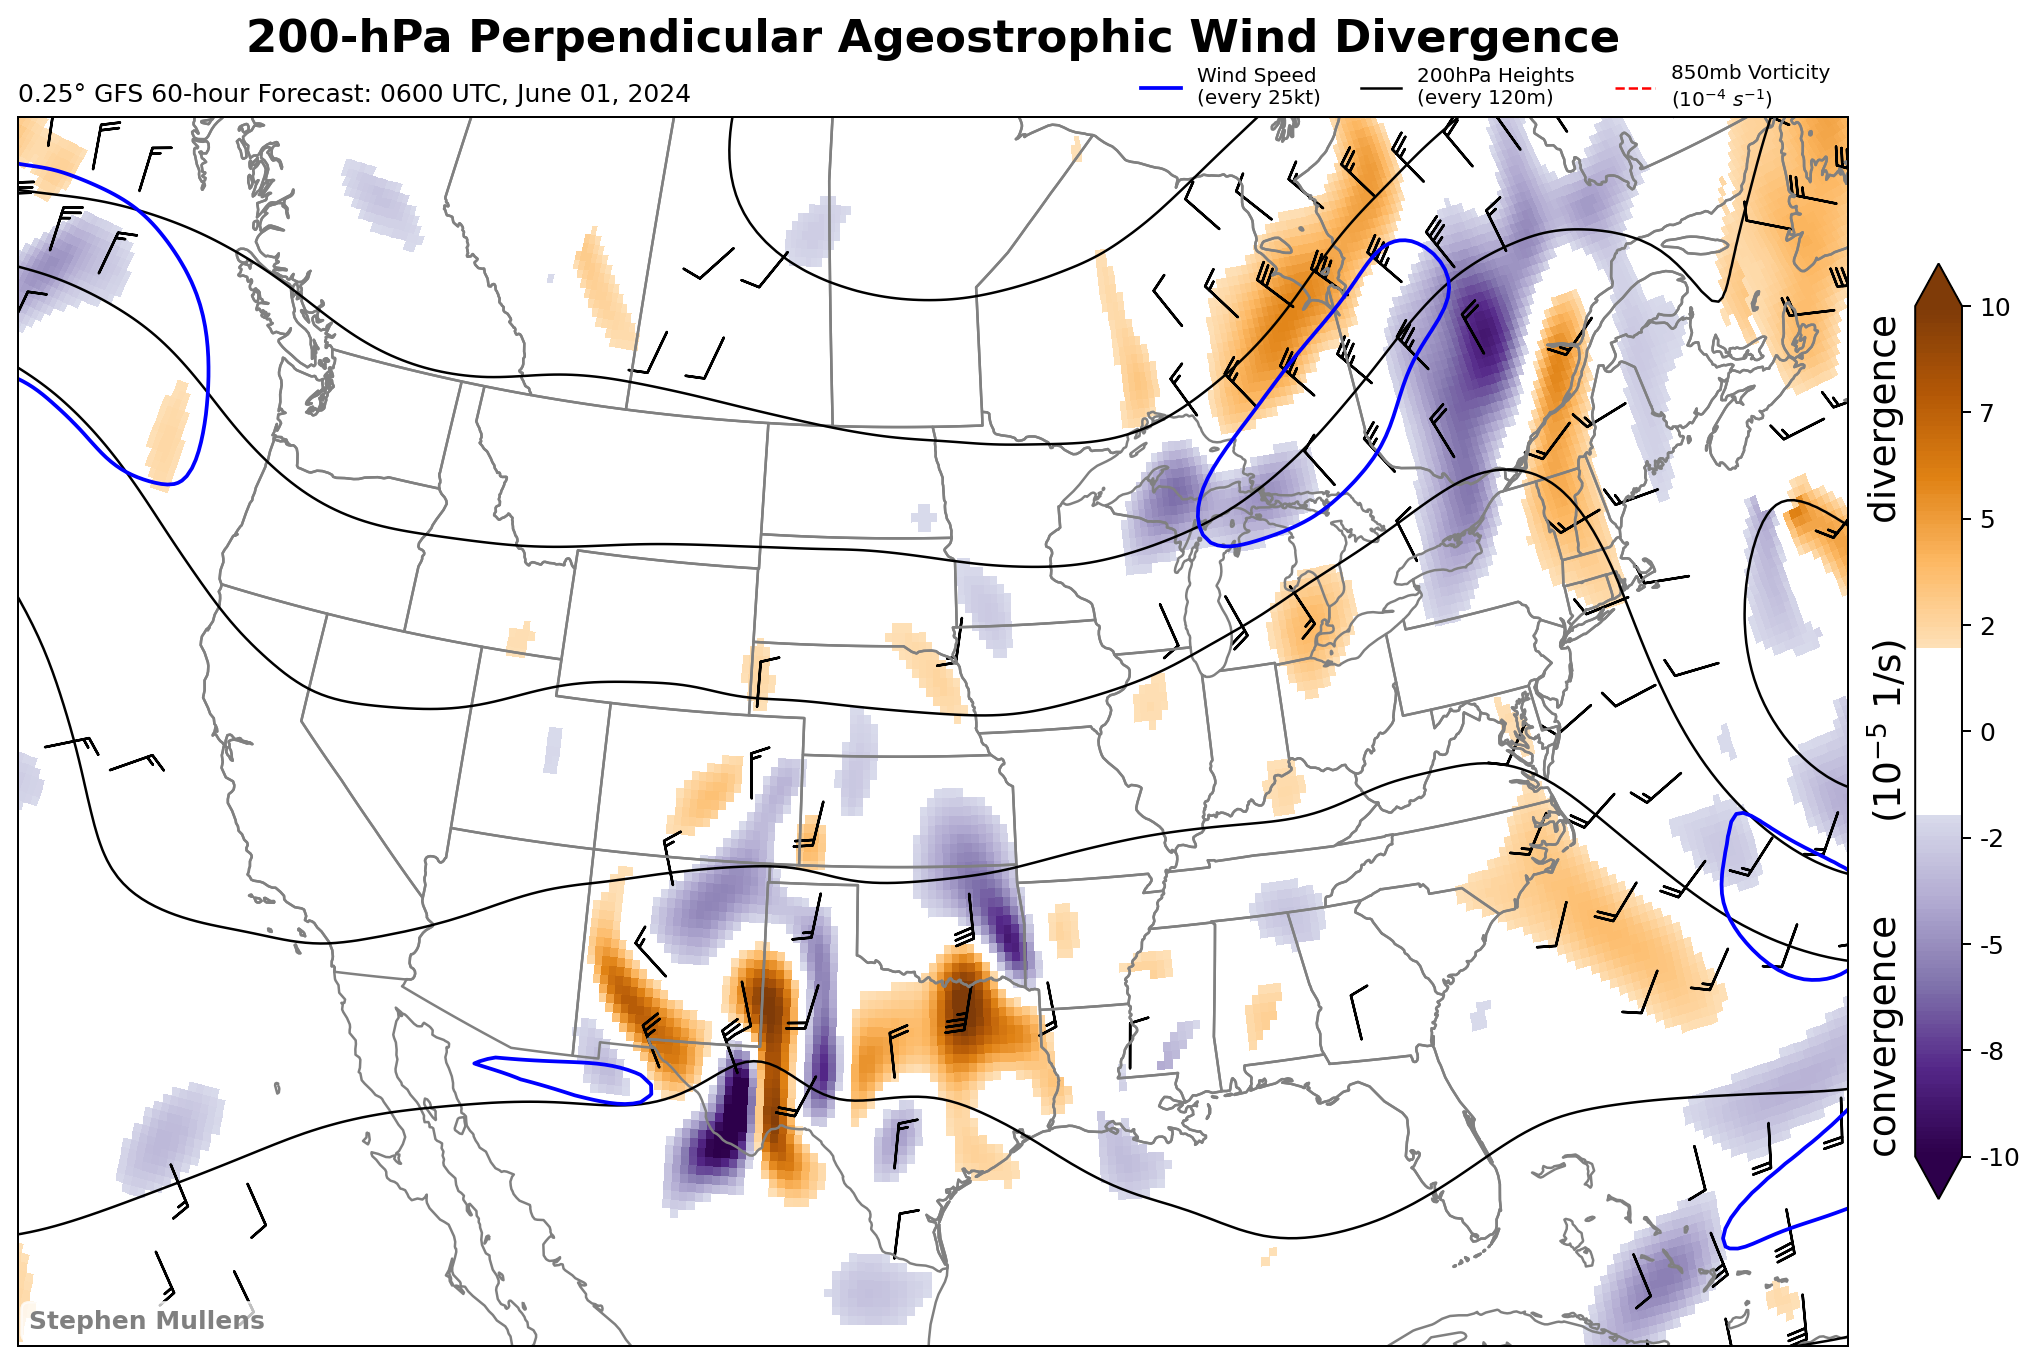 200-hPa Perpendicular Ageostrophic Wind Divergence
0.25° GFS 60-hour Forecast: 0600 UTC, June 01, 2024
Wind Speed
(every 25kt)
200hPa Heights
(every 120m)
850mb Vorticity
(10⁻⁴ s⁻¹)
10
7
5
2
0
-2
-5
-8
-10
convergence (10⁻⁵ 1/s) divergence
Stephen Mullens